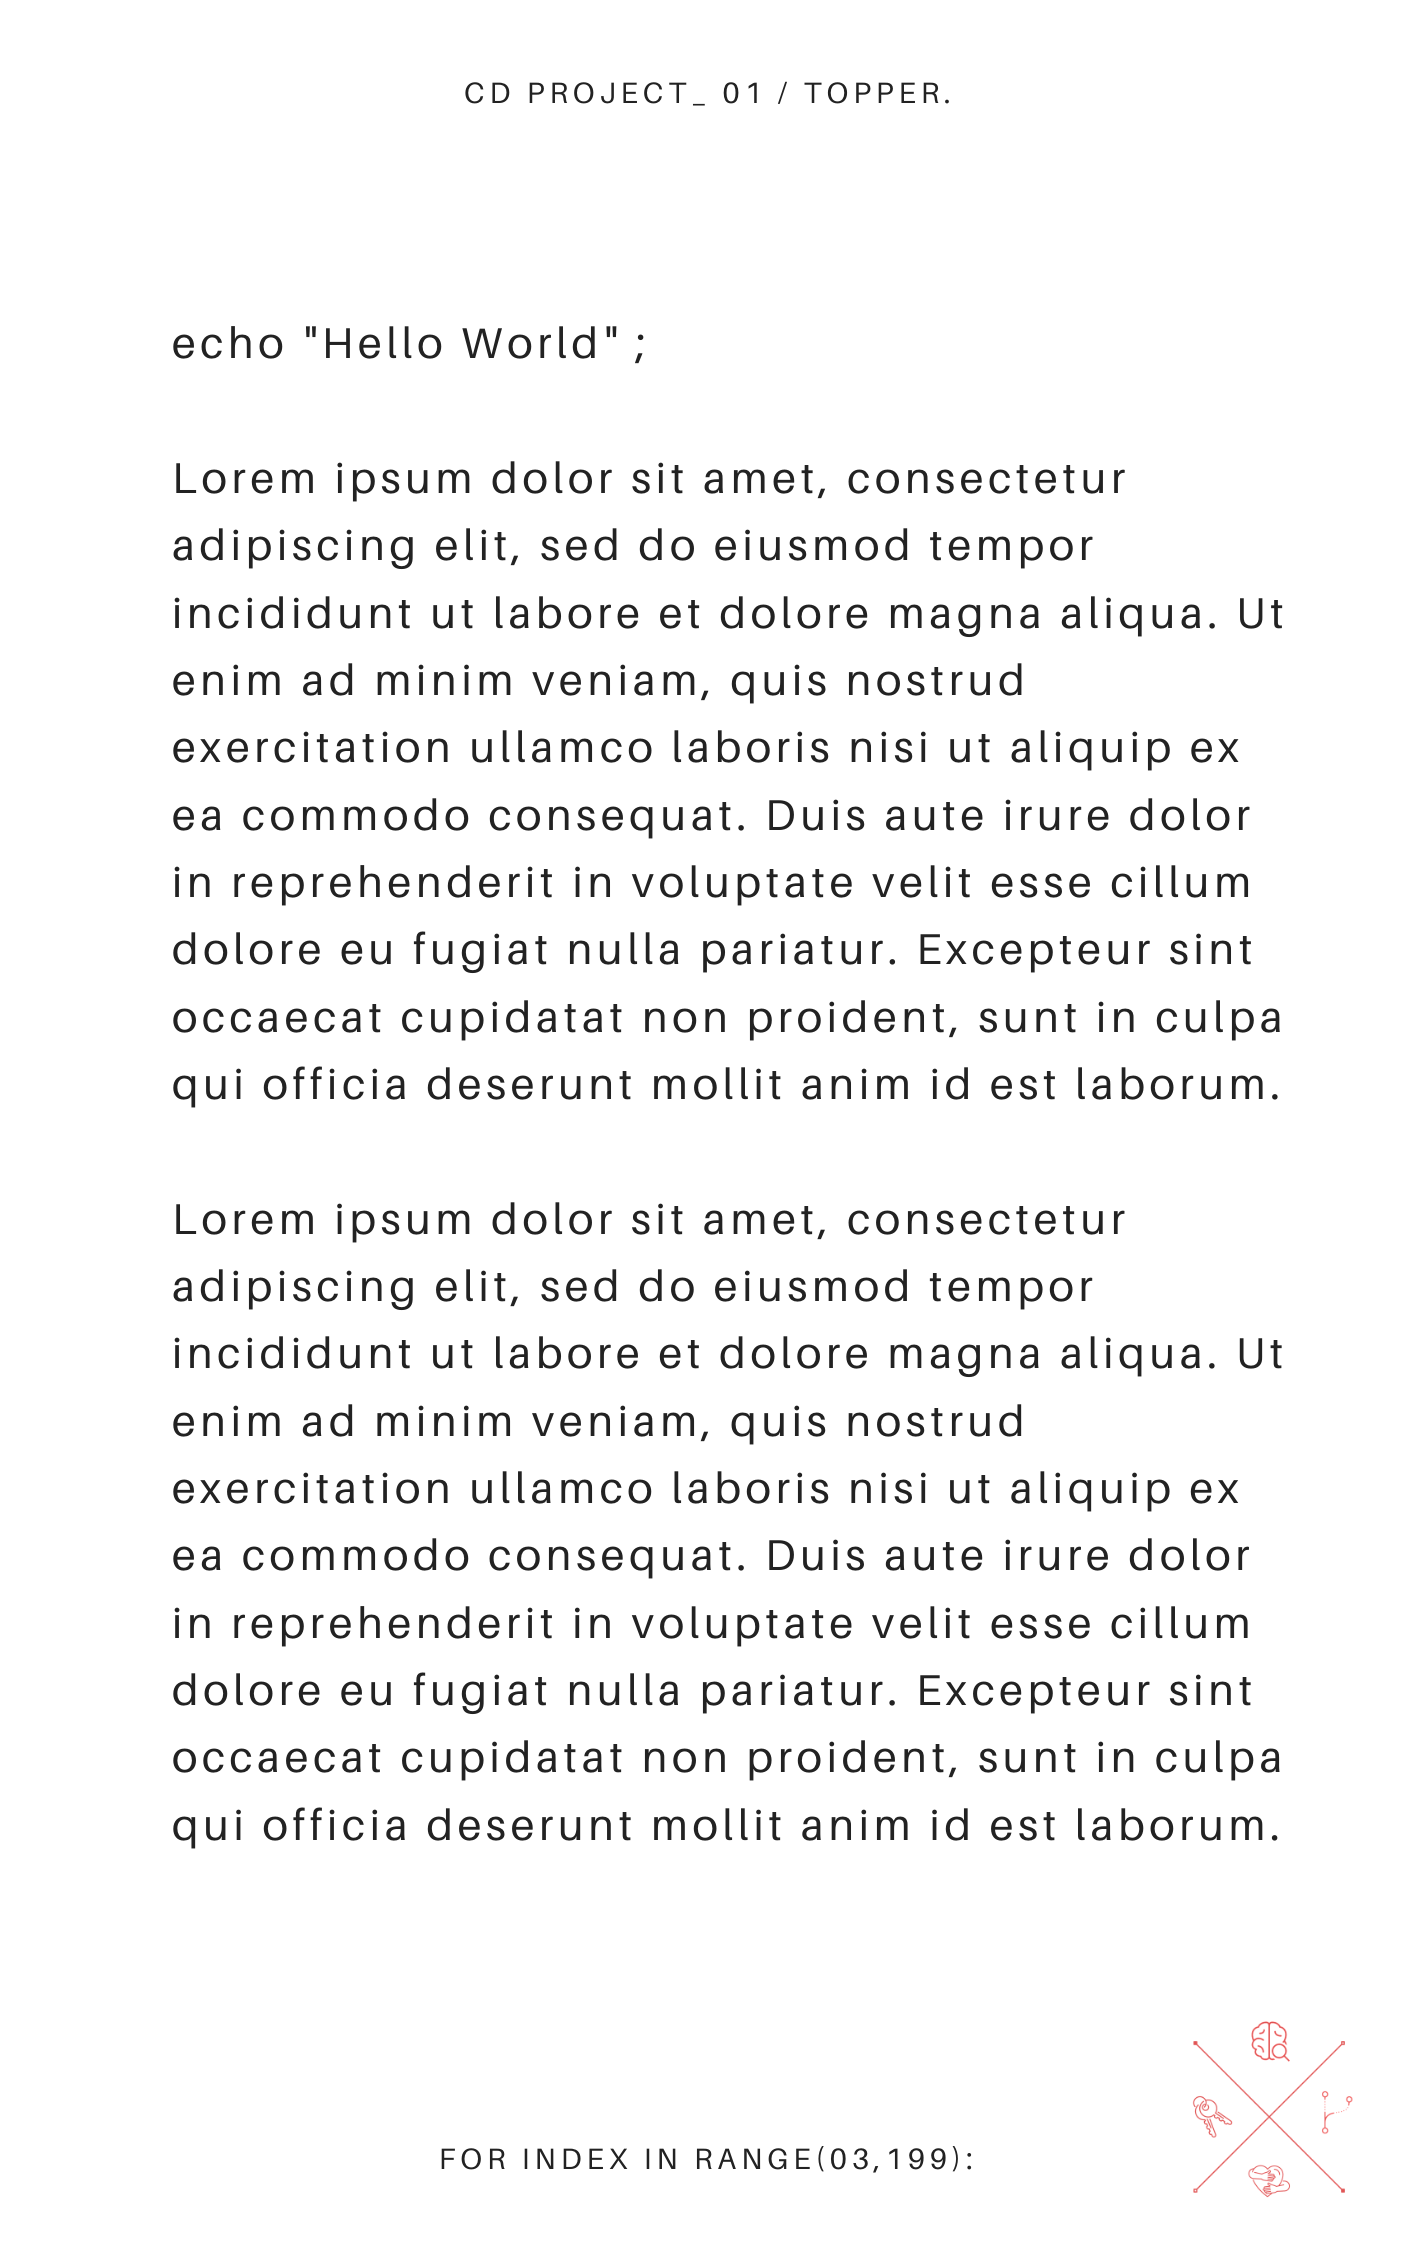 CD PROJECT_ 01 / TOPPER.
echo "Hello World" ;
Lorem ipsum dolor sit amet, consectetur
adipiscing elit, sed do eiusmod tempor
incididunt ut labore et dolore magna aliqua. Ut
enim ad minim veniam, quis nostrud
exercitation ullamco laboris nisi ut aliquip ex
ea commodo consequat. Duis aute irure dolor
in reprehenderit in voluptate velit esse cillum
dolore eu fugiat nulla pariatur. Excepteur sint
occaecat cupidatat non proident, sunt in culpa
qui officia deserunt mollit anim id est laborum.
Lorem ipsum dolor sit amet, consectetur
adipiscing elit, sed do eiusmod tempor
incididunt ut labore et dolore magna aliqua. Ut
enim ad minim veniam, quis nostrud
exercitation ullamco laboris nisi ut aliquip ex
ea commodo consequat. Duis aute irure dolor
in reprehenderit in voluptate velit esse cillum
dolore eu fugiat nulla pariatur. Excepteur sint
occaecat cupidatat non proident, sunt in culpa
qui officia deserunt mollit anim id est laborum.
FOR INDEX IN RANGE(03,199):